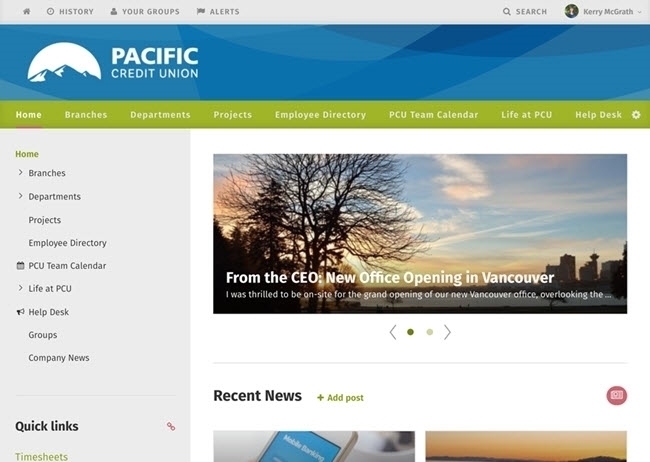 HISTORY YOUR GROUPS ALERTS SEARCH Kerry McGrath
PACIFIC
CREDIT UNION
Home Branches Departments Projects Employee Directory PCU Team Calendar Life at PCU Help Desk
Home
Branches
Departments
Projects
Employee Directory
PCU Team Calendar
Life at PCU
Help Desk
Groups
Company News
Quick links
Timesheets
From the CEO: New Office Opening in Vancouver
I was thrilled to be on-site for the grand opening of our new Vancouver office, overlooking the ...
Recent News + Add post
Mobile Banking